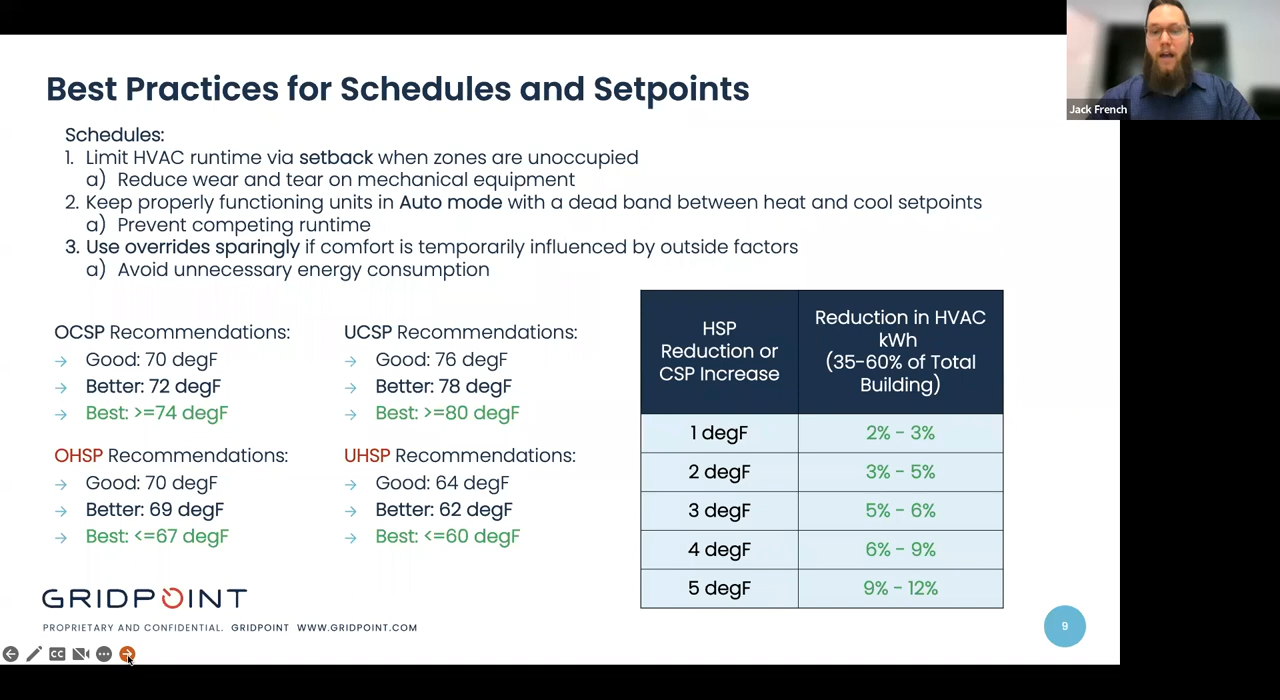 Best Practices for Schedules and Setpoints
Jack French
Schedules:
1. Limit HVAC runtime via setback when zones are unoccupied
a) Reduce wear and tear on mechanical equipment
2. Keep properly functioning units in Auto mode with a dead band between heat and cool setpoints
a) Prevent competing runtime
3. Use overrides sparingly if comfort is temporarily influenced by outside factors
a) Avoid unnecessary energy consumption
OCSP Recommendations:
→ Good: 70 degF
→ Better: 72 degF
→ Best: >=74 degF
UCSP Recommendations:
→ Good: 76 degF
→ Better: 78 degF
→ Best: >=80 degF
OHSP Recommendations:
→ Good: 70 degF
→ Better: 69 degF
→ Best: <=67 degF
UHSP Recommendations:
→ Good: 64 degF
→ Better: 62 degF
→ Best: <=60 degF
HSP
Reduction or
CSP Increase
Reduction in HVAC
kWh
(35-60% of Total
Building)
1 degF 2% - 3%
2 degF 3% - 5%
3 degF 5% - 6%
4 degF 6% - 9%
5 degF 9% - 12%
GRIDPOINT
PROPRIETARY AND CONFIDENTIAL. GRIDPOINT WWW.GRIDPOINT.COM
9
CC